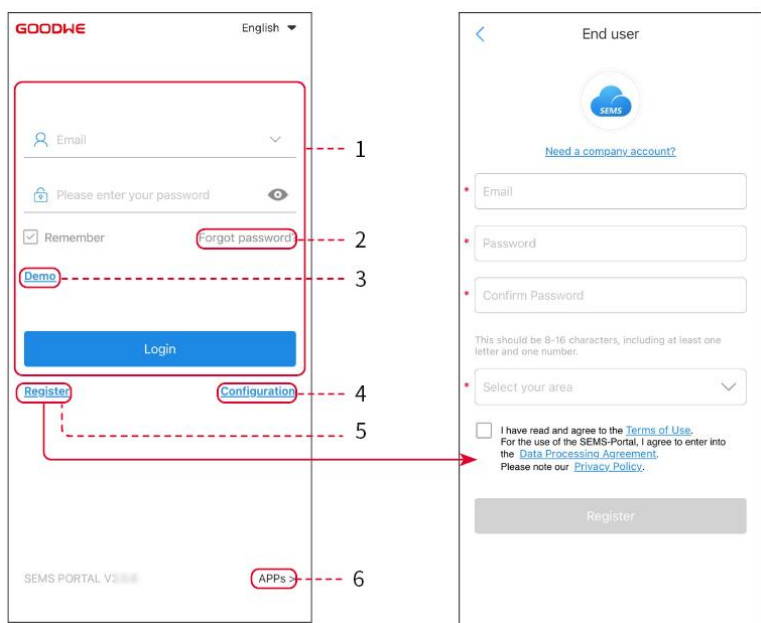 GOODWE
English
Email
1
Please enter your password
Remember
Forgot password?
2
Demo
3
Login
Register
Configuration
4
5
SEMS PORTAL
APPs >
6
End user
SEMS
Need a company account?
* Email
* Password
* Confirm Password
This should be 8-16 characters, including at least one
letter and one number.
* Select your area
I have read and agree to the Terms of Use.
For the use of the SEMS-Portal, I agree to enter into
the Data Processing Agreement.
Please note our Privacy Policy.
Register